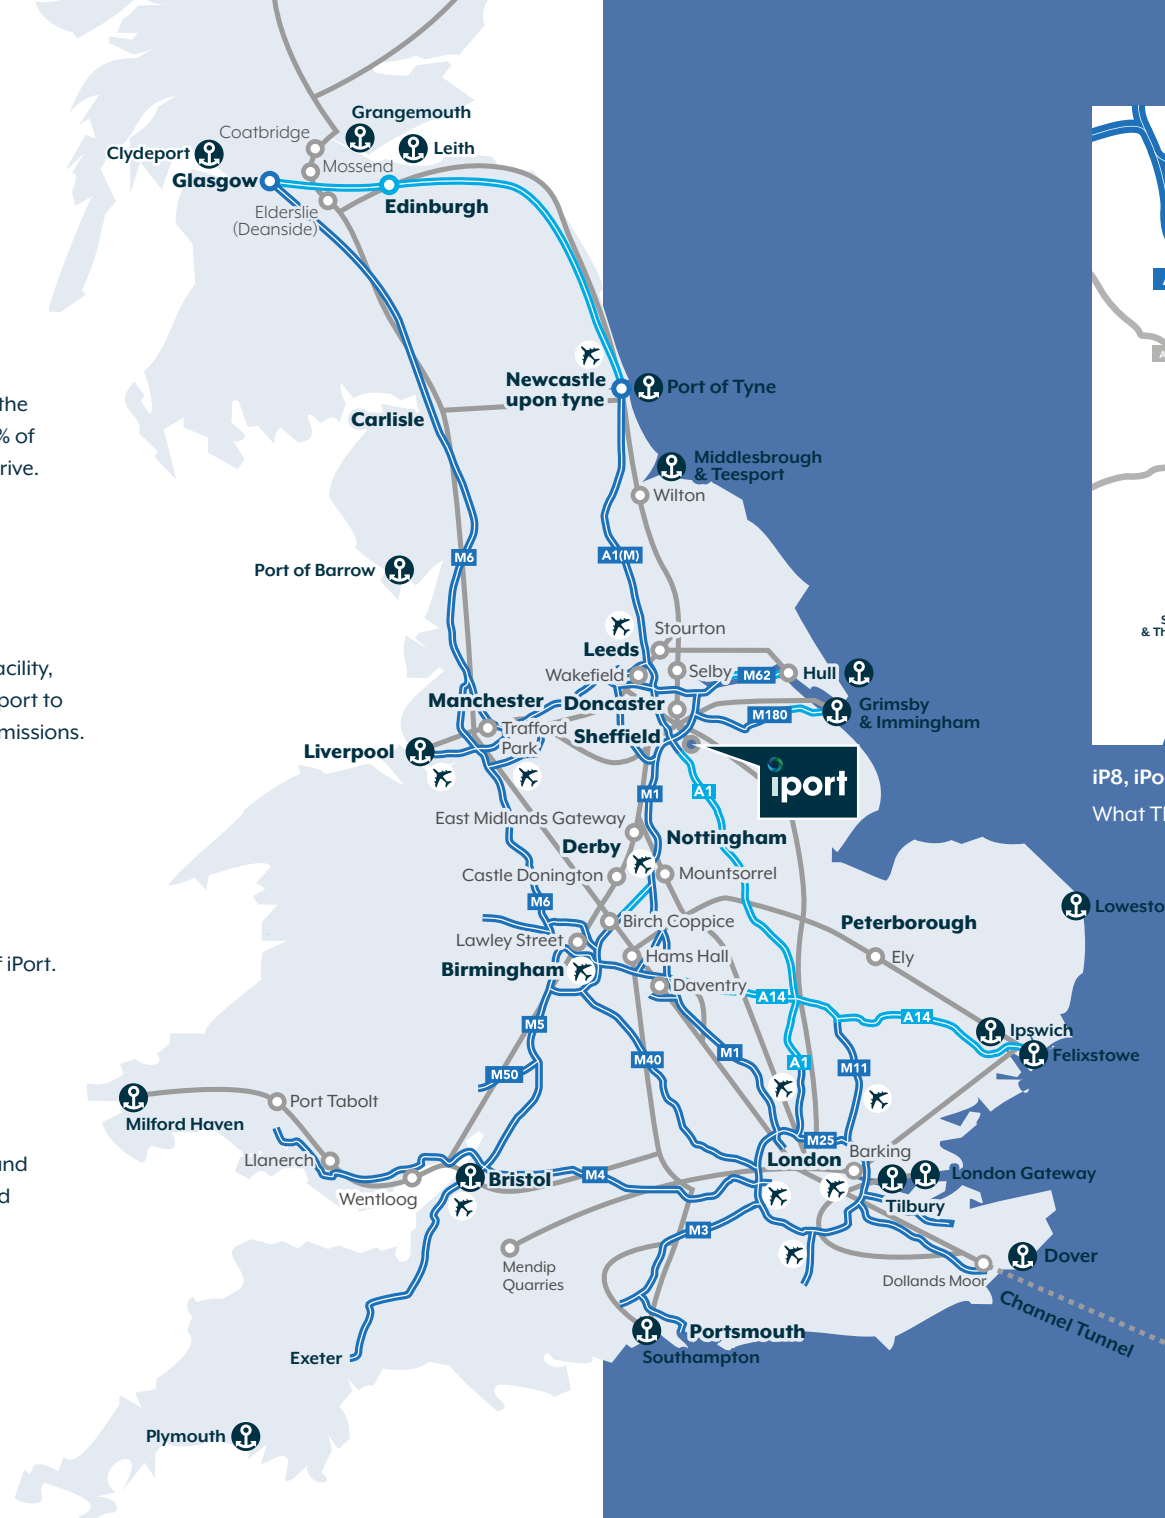 Grangemouth
Coatbridge
Clydeport
Leith
Mossend
Glasgow
Edinburgh
Elderslie
(Deanside)
the
% of
rive.
Newcastle
upon tyne
Port of Tyne
Carlisle
Middlesbrough
& Teesport
Wilton
M6
A1(M)
Port of Barrow
Stourton
Leeds
acility,
port to
missions.
Wakefield
Selby
M62
Hull
Manchester
Doncaster
Grimsby
& Immingham
M180
Trafford
Park
Sheffield
Liverpool
iport
& Th
M1
A1
iP8, iPo
What Th
East Midlands Gateway
Derby
Nottingham
Castle Donington
Mountsorrel
M6
Lowesto
Birch Coppice
Peterborough
Lawley Street
Hams Hall
Ely
f iPort.
Birmingham
Daventry
A14
A14
M5
Ipswich
Felixstowe
M1
M40
A1
M11
M50
Port Tabolt
Milford Haven
M25
Barking
London
Llanerch
nd
d
M4
Bristol
London Gateway
Wentloog
Tilbury
M3
Mendip
Quarries
Dover
Dollands Moor
Channel Tunnel
Portsmouth
Southampton
Exeter
Plymouth